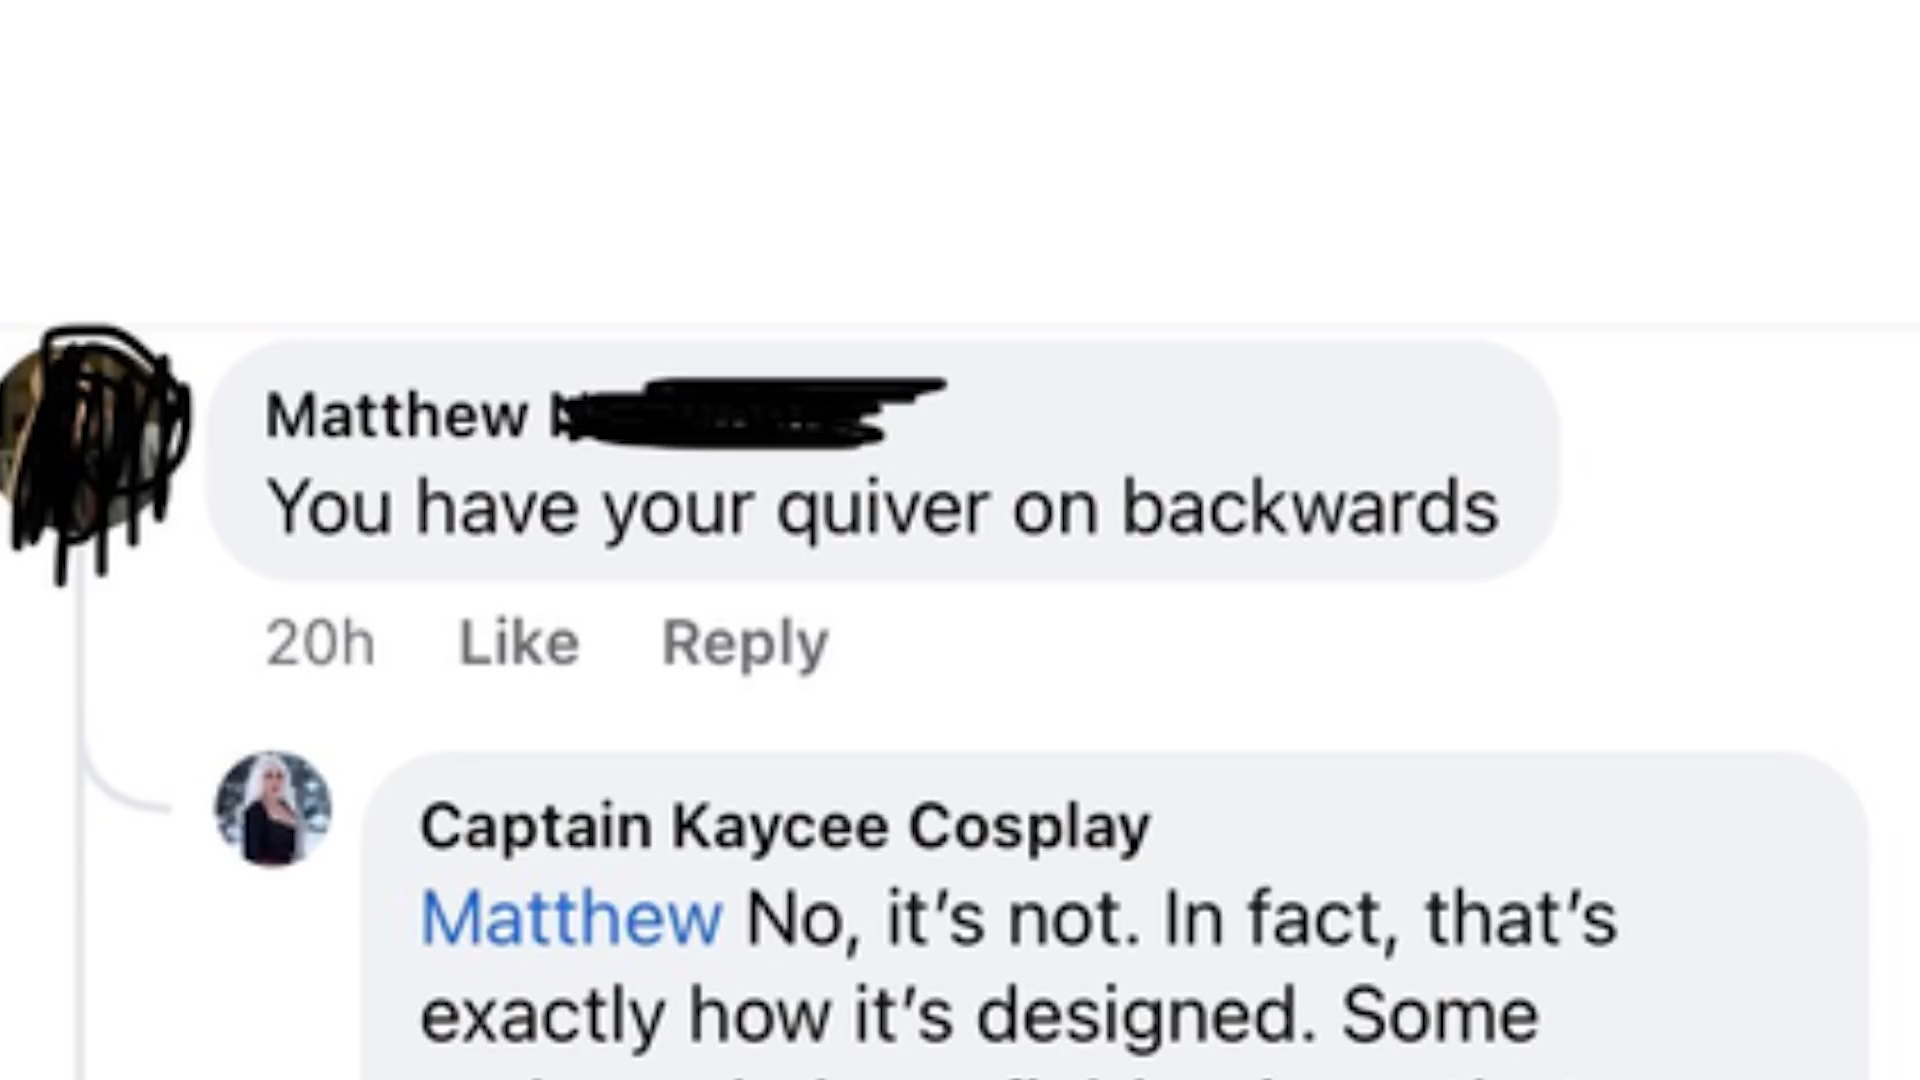 Matthew
You have your quiver on backwards
20h Like Reply
Captain Kaycee Cosplay
Matthew No, it’s not. In fact, that’s
exactly how it’s designed. Some